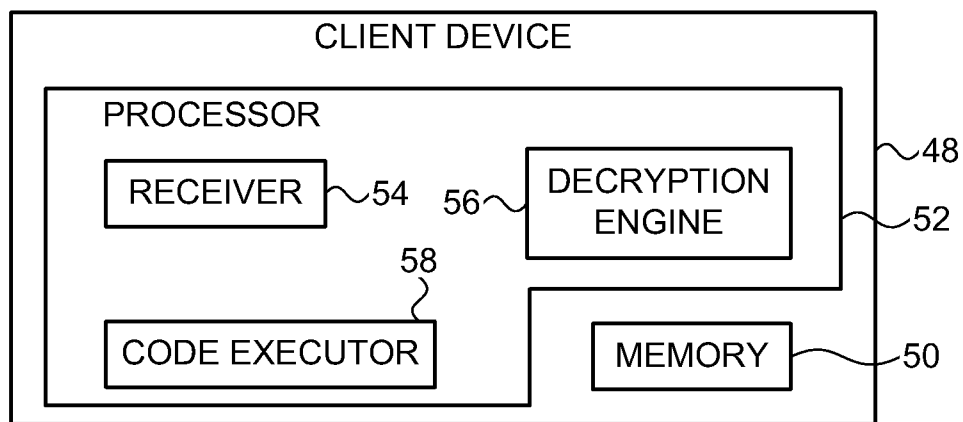 CLIENT DEVICE
PROCESSOR
48
RECEIVER
54
56
DECRYPTION
ENGINE
52
58
CODE EXECUTOR
MEMORY
50